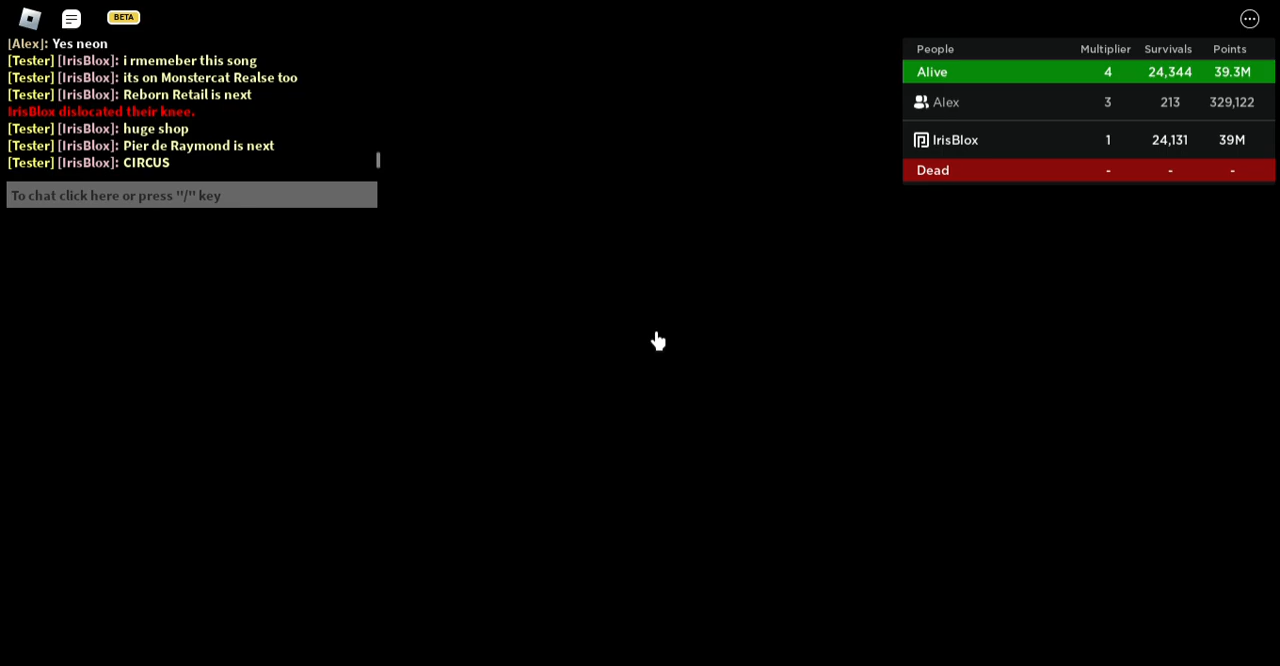 BETA
[Alex]: Yes neon
[Tester] [IrisBlox]: i rmemeber this song
[Tester] [IrisBlox]: its on Monstercat Realse too
[Tester] [IrisBlox]: Reborn Retail is next
IrisBlox dislocated their knee.
[Tester] [IrisBlox]: huge shop
[Tester] [IrisBlox]: Pier de Raymond is next
[Tester] [IrisBlox]: CIRCUS
To chat click here or press "/" key
People Multiplier Survivals Points
Alive 4 24,344 39.3M
Alex 3 213 329,122
IrisBlox 1 24,131 39M
Dead - - -